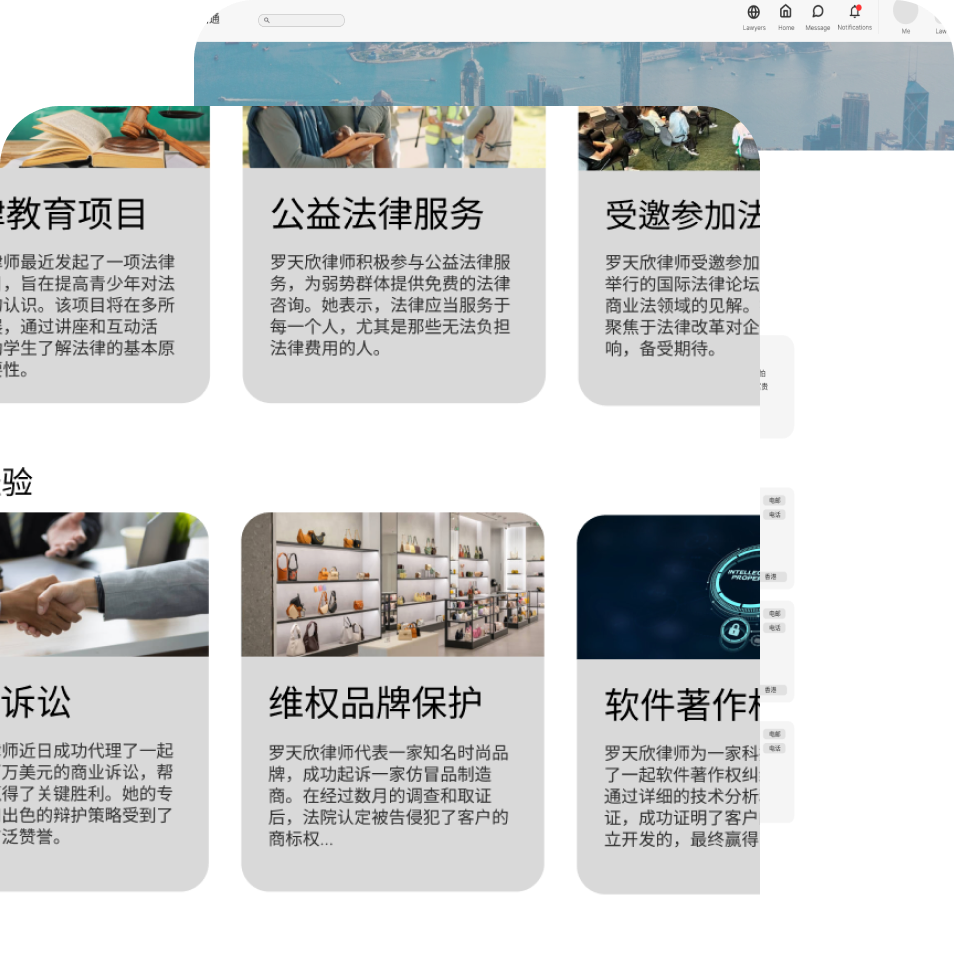 通
Lawyers Home Message Notifications Me Law
教育项目
师最近发起了一项法律
，旨在提高青少年对法
认识。该项目将在多所
，通过讲座和互动活
学生了解法律的基本原
性。
公益法律服务
罗天欣律师积极参与公益法律服
务，为弱势群体提供免费的法律
咨询。她表示，法律应当服务于
每一个人，尤其是那些无法负担
法律费用的人。
受邀参加法
罗天欣律师受邀参加
举行的国际法律论坛
商业法领域的见解。
聚焦于法律改革对企
响，备受期待。
验
诉讼
师近日成功代理了一起
万美元的商业诉讼，帮
得了关键胜利。她的专
出色的辩护策略受到了
泛赞誉。
维权品牌保护
罗天欣律师代表一家知名时尚品
牌，成功起诉一家仿冒品制造
商。在经过数月的调查和取证
后，法院认定被告侵犯了客户的
商标权...
INTELLEC
PROPE
软件著作权
罗天欣律师为一家科
了一起软件著作权纠
通过详细的技术分析
证，成功证明了客户
立开发的，最终赢得
贵
电邮
电话
香港
电邮
电话
香港
电邮
电话